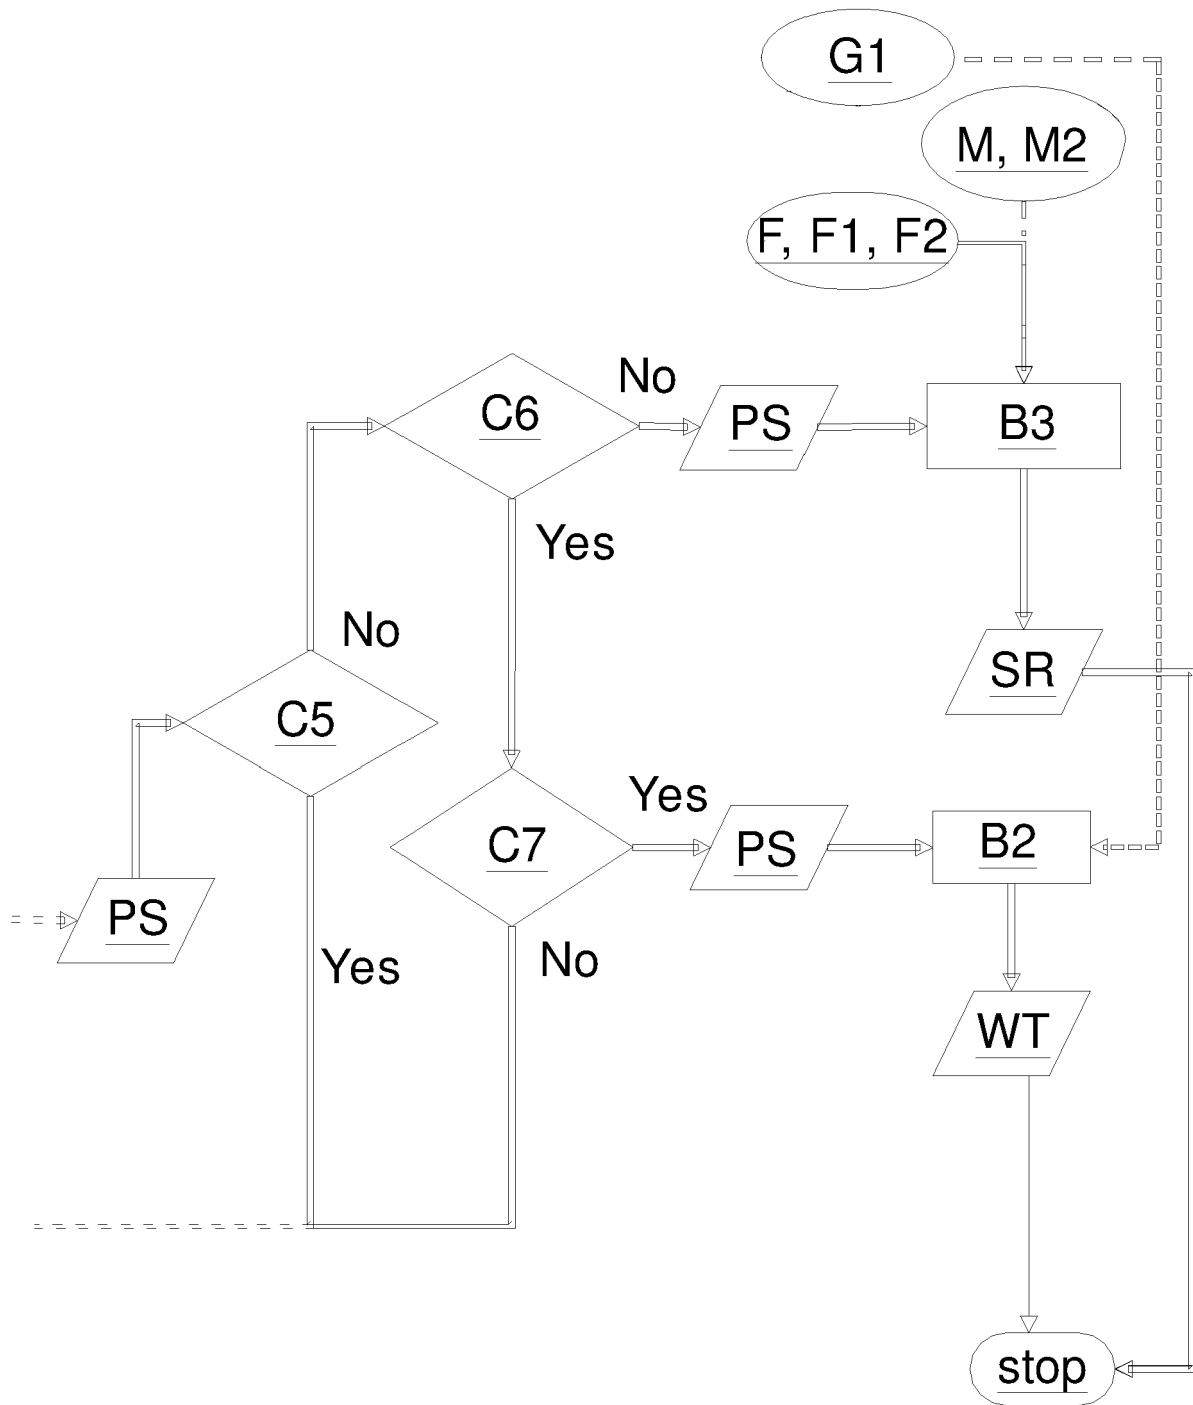 G1
M, M2
F, F1, F2
No
C6
PS
B3
Yes
No
SR
C5
Yes
C7
PS
B2
PS
Yes
No
WT
stop